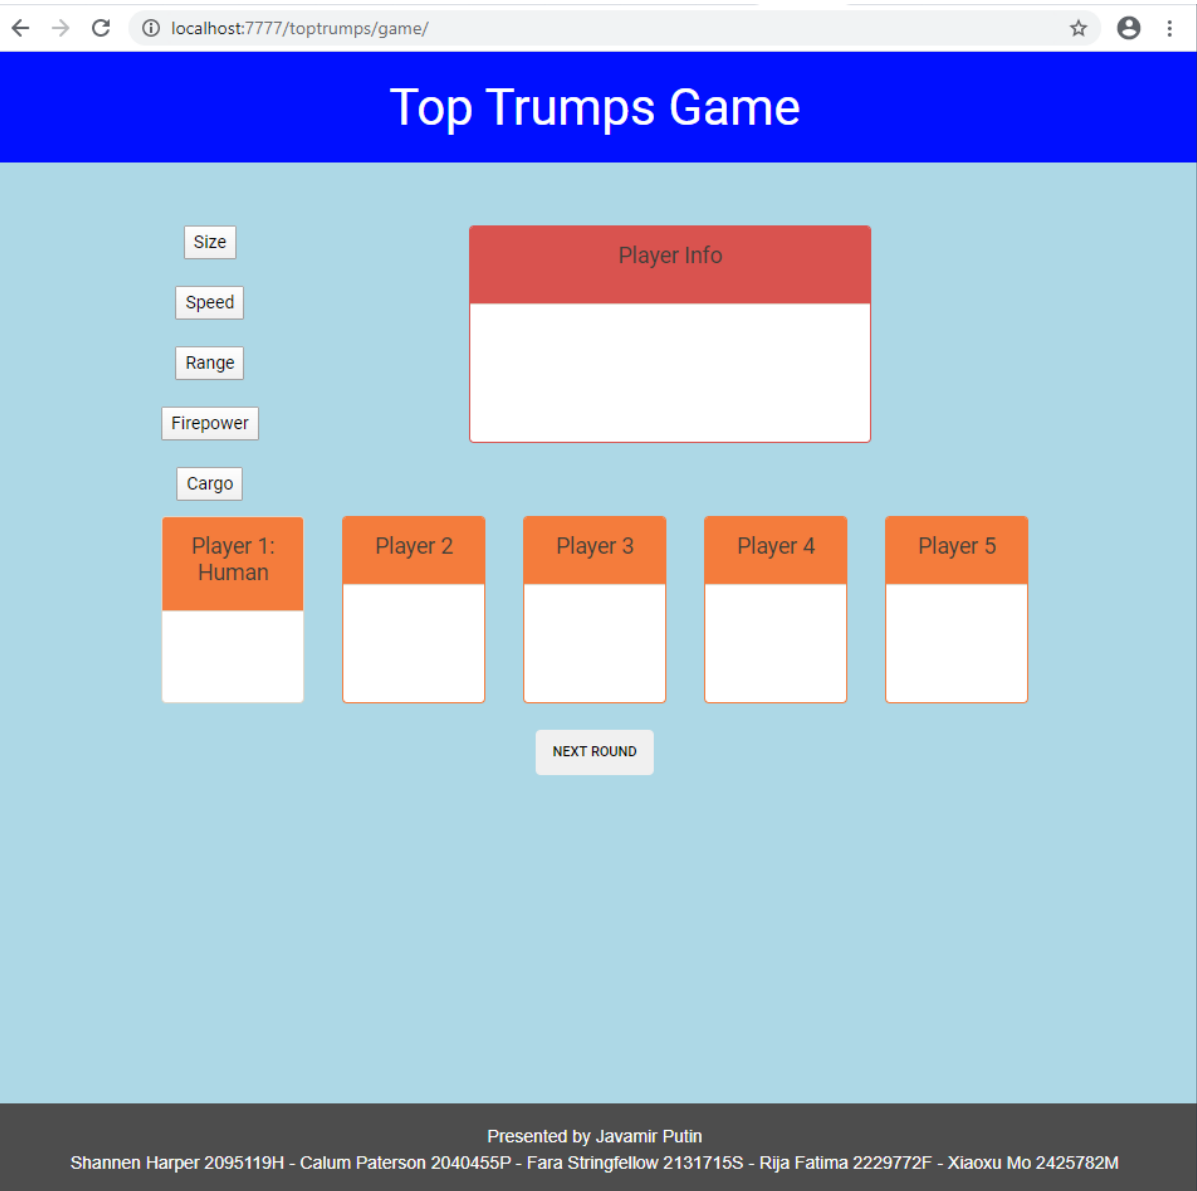 localhost:7777/toptrumps/game/
Top Trumps Game
Size
Speed
Range
Firepower
Cargo
Player Info
Player 1:
Human
Player 2
Player 3
Player 4
Player 5
NEXT ROUND
Presented by Javamir Putin
Shannen Harper 2095119H - Calum Paterson 2040455P - Fara Stringfellow 2131715S - Rija Fatima 2229772F - Xiaoxu Mo 2425782M